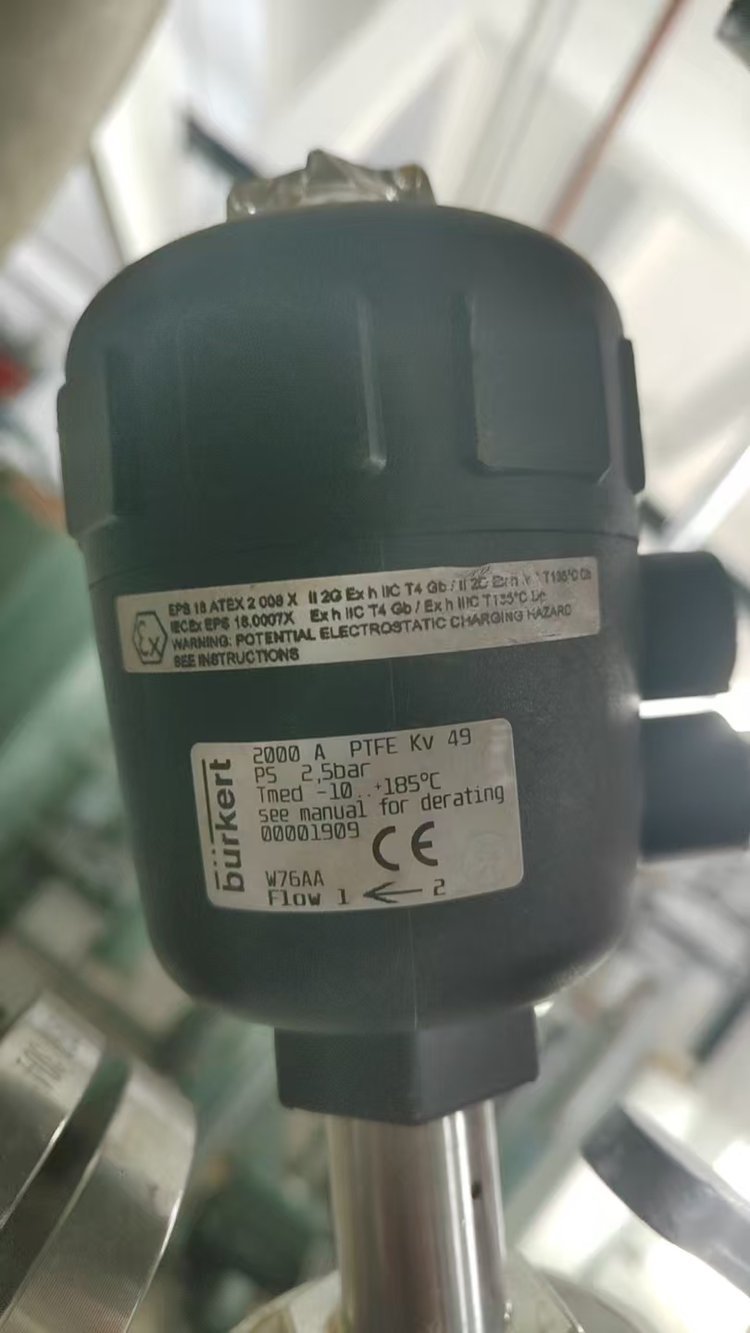 EPS 18 ATEX 2 008 X II 2G Ex h IIC T4 Gb / II 2D Ex h T135°C Db
IECEx EPS 18.0007X Ex h IIC T4 Gb / Ex h IIIC T135°C Db
WARNING: POTENTIAL ELECTROSTATIC CHARGING HAZARD
SEE INSTRUCTIONS
Ex
bürkert
2000 A PTFE Kv 49
PS 2,5bar
Tmed -10..+185°C
see manual for derating
00001909
CE
W76AA
Flow 1 ← 2